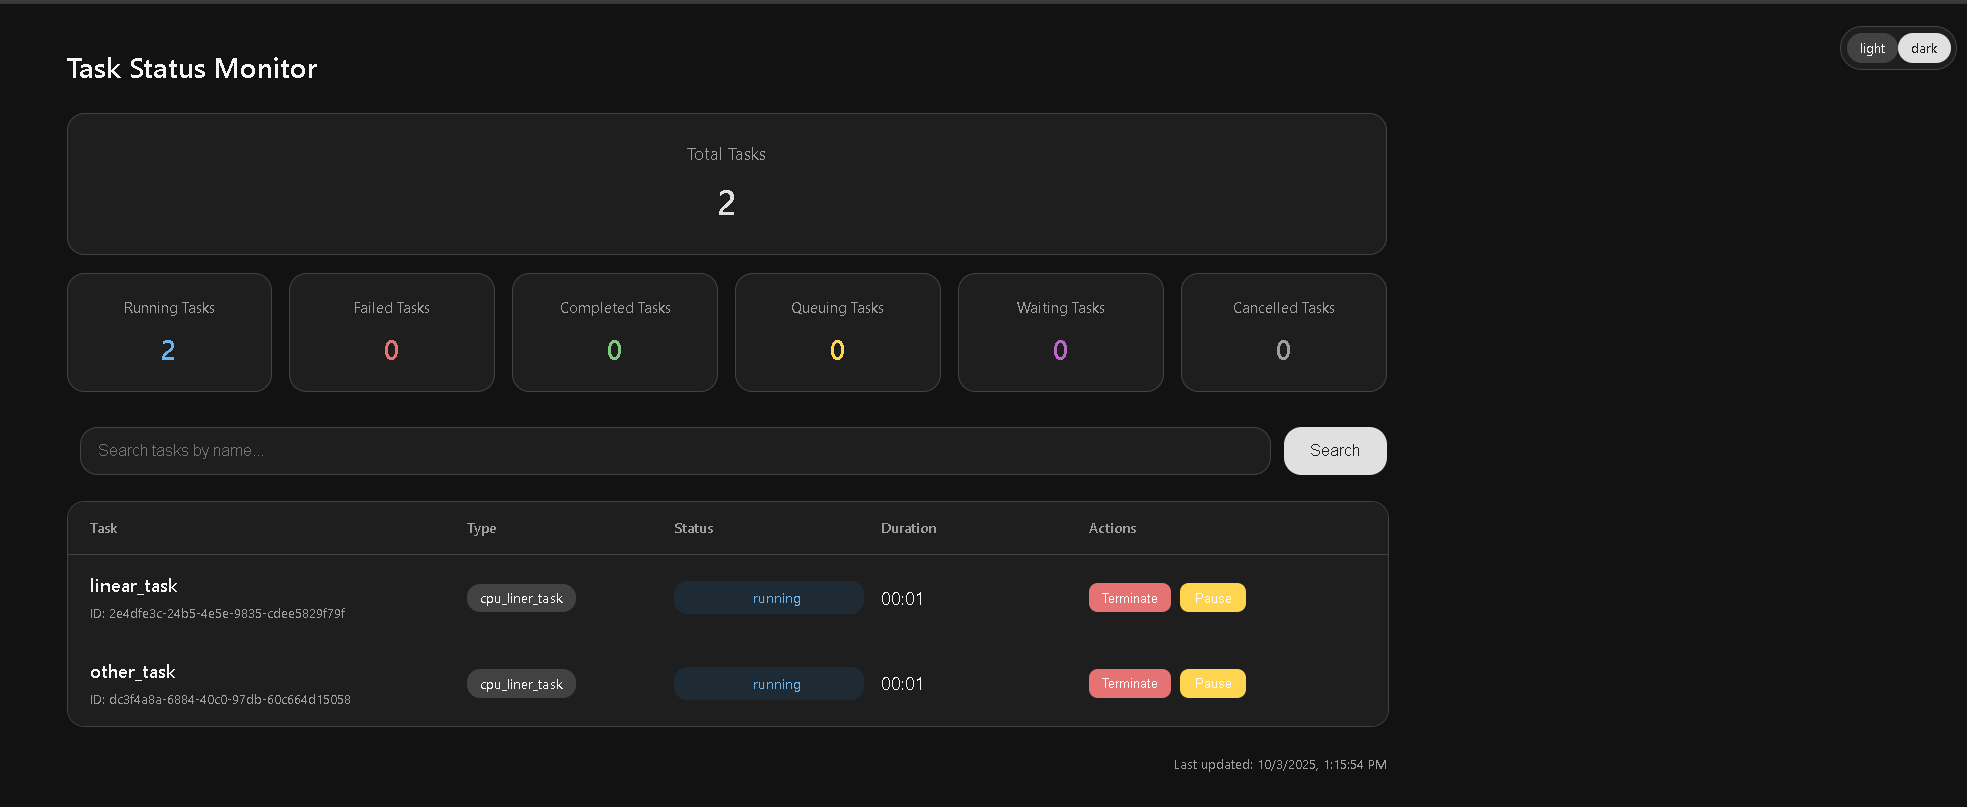 light dark
Task Status Monitor
Total Tasks
2
Running Tasks Failed Tasks Completed Tasks Queuing Tasks Waiting Tasks Cancelled Tasks
2 0 0 0 0 0
Search tasks by name... Search
Task Type Status Duration Actions
linear_task cpu_liner_task running 00:01 Terminate Pause
ID: 2e4dfe3c-24b5-4e5e-9835-cdee5829f79f
other_task cpu_liner_task running 00:01 Terminate Pause
ID: dc3f4a8a-6884-40c0-97db-60c664d15058
Last updated: 10/3/2025, 1:15:54 PM